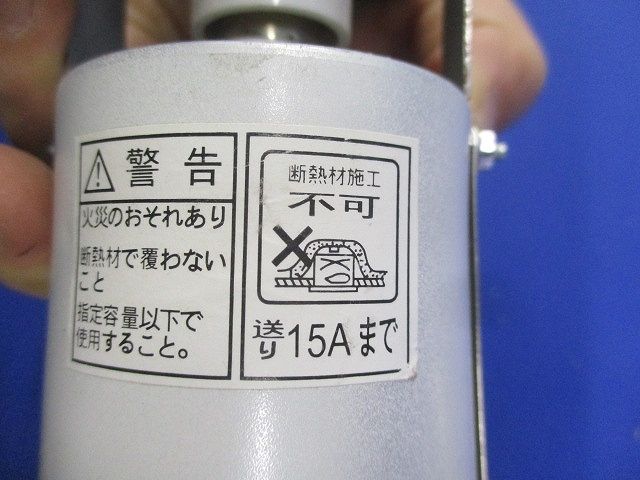 警告
火災のおそれあり
断熱材で覆わない
こと
指定容量以下で
使用すること。
断熱材施工
不可
送り15Aまで